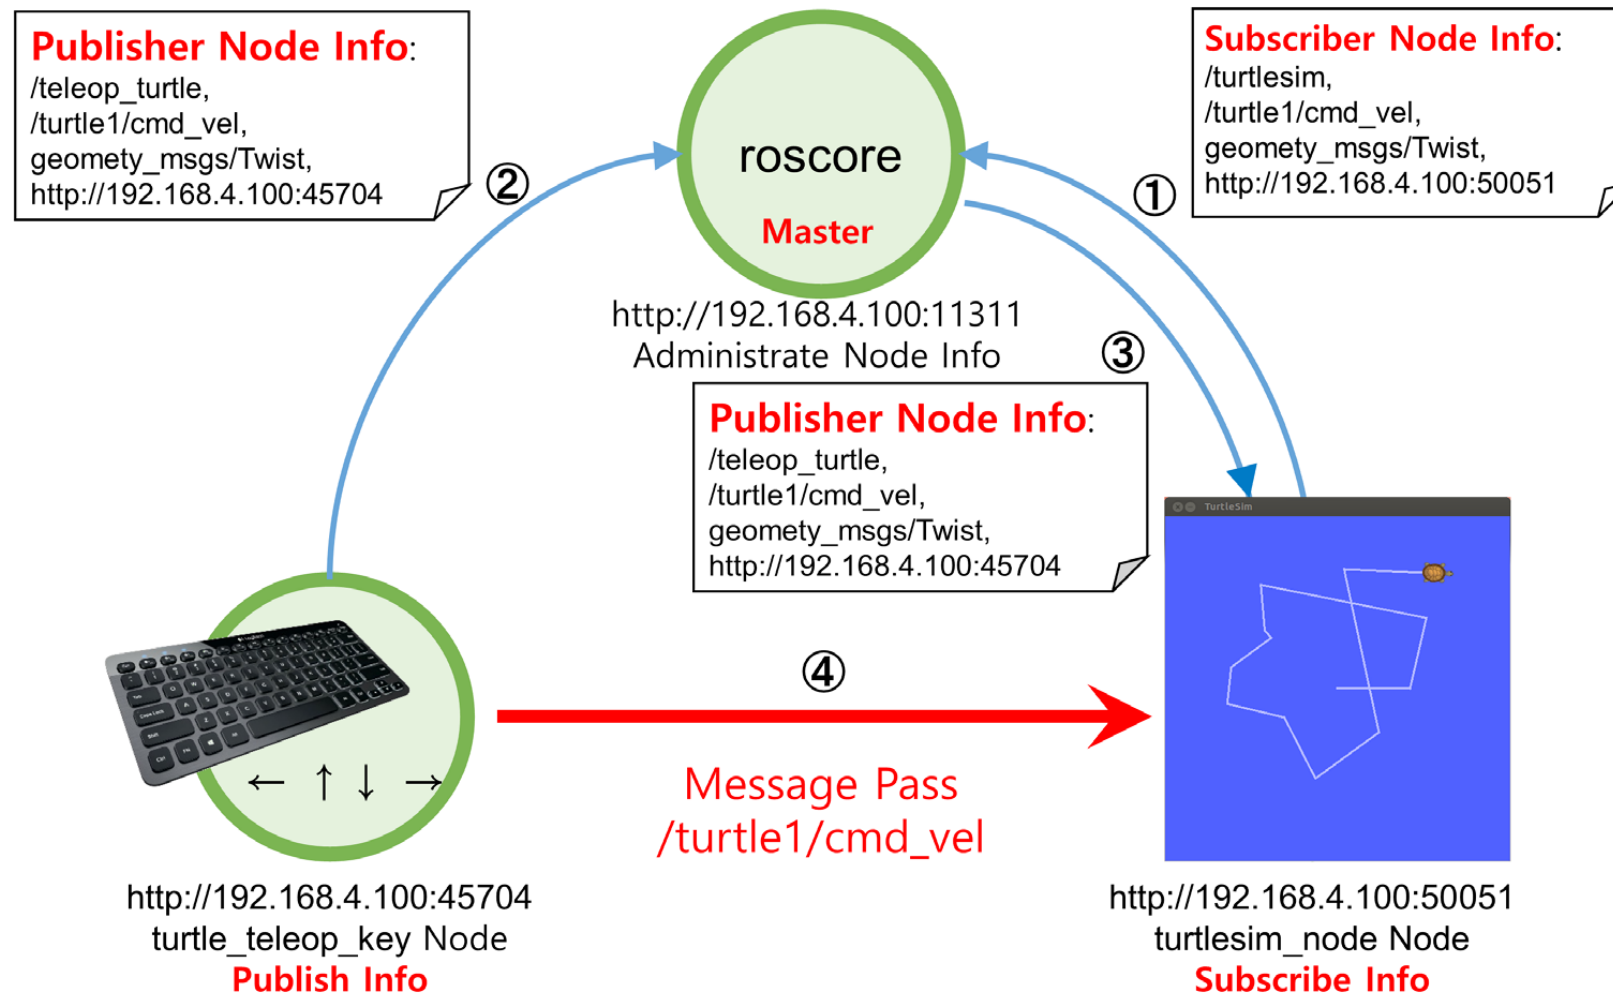 Publisher Node Info:
/teleop_turtle,
/turtle1/cmd_vel,
geomety_msgs/Twist,
http://192.168.4.100:45704
②
roscore
Master
http://192.168.4.100:11311
Administrate Node Info
①
Subscriber Node Info:
/turtlesim,
/turtle1/cmd_vel,
geomety_msgs/Twist,
http://192.168.4.100:50051
③
Publisher Node Info:
/teleop_turtle,
/turtle1/cmd_vel,
geomety_msgs/Twist,
http://192.168.4.100:45704
TurtleSim
← ↑ ↓ →
④
Message Pass
/turtle1/cmd_vel
http://192.168.4.100:45704
turtle_teleop_key Node
Publish Info
http://192.168.4.100:50051
turtlesim_node Node
Subscribe Info